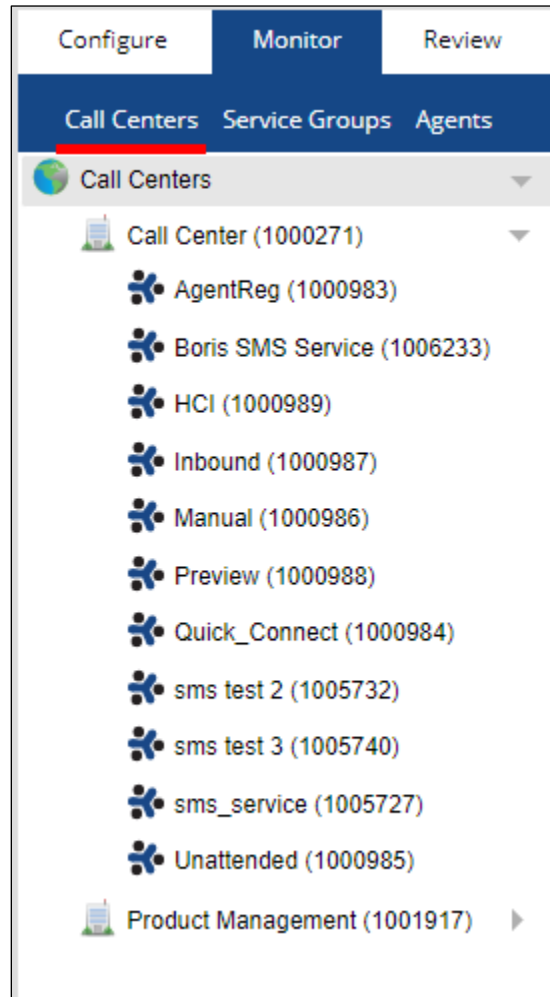 Configure Monitor Review
Call Centers Service Groups Agents
Call Centers
Call Center (1000271)
AgentReg (1000983)
Boris SMS Service (1006233)
HCI (1000989)
Inbound (1000987)
Manual (1000986)
Preview (1000988)
Quick_Connect (1000984)
sms test 2 (1005732)
sms test 3 (1005740)
sms_service (1005727)
Unattended (1000985)
Product Management (1001917)